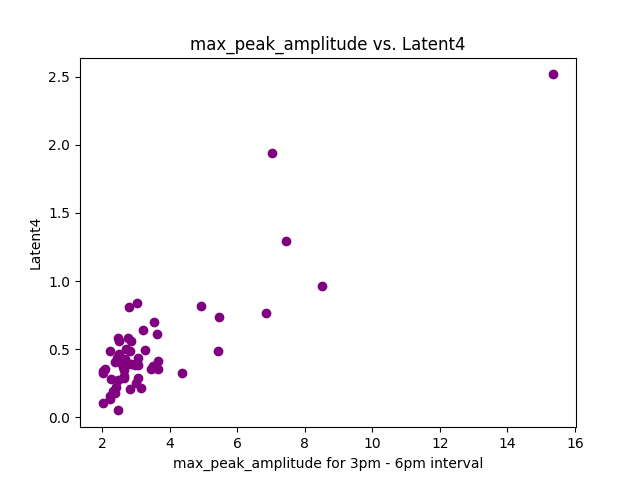 max_peak_amplitude vs. Latent4
2.5
2.0
1.5
1.0
0.5
0.0
Latent4
2 4 6 8 10 12 14 16
max_peak_amplitude for 3pm - 6pm interval